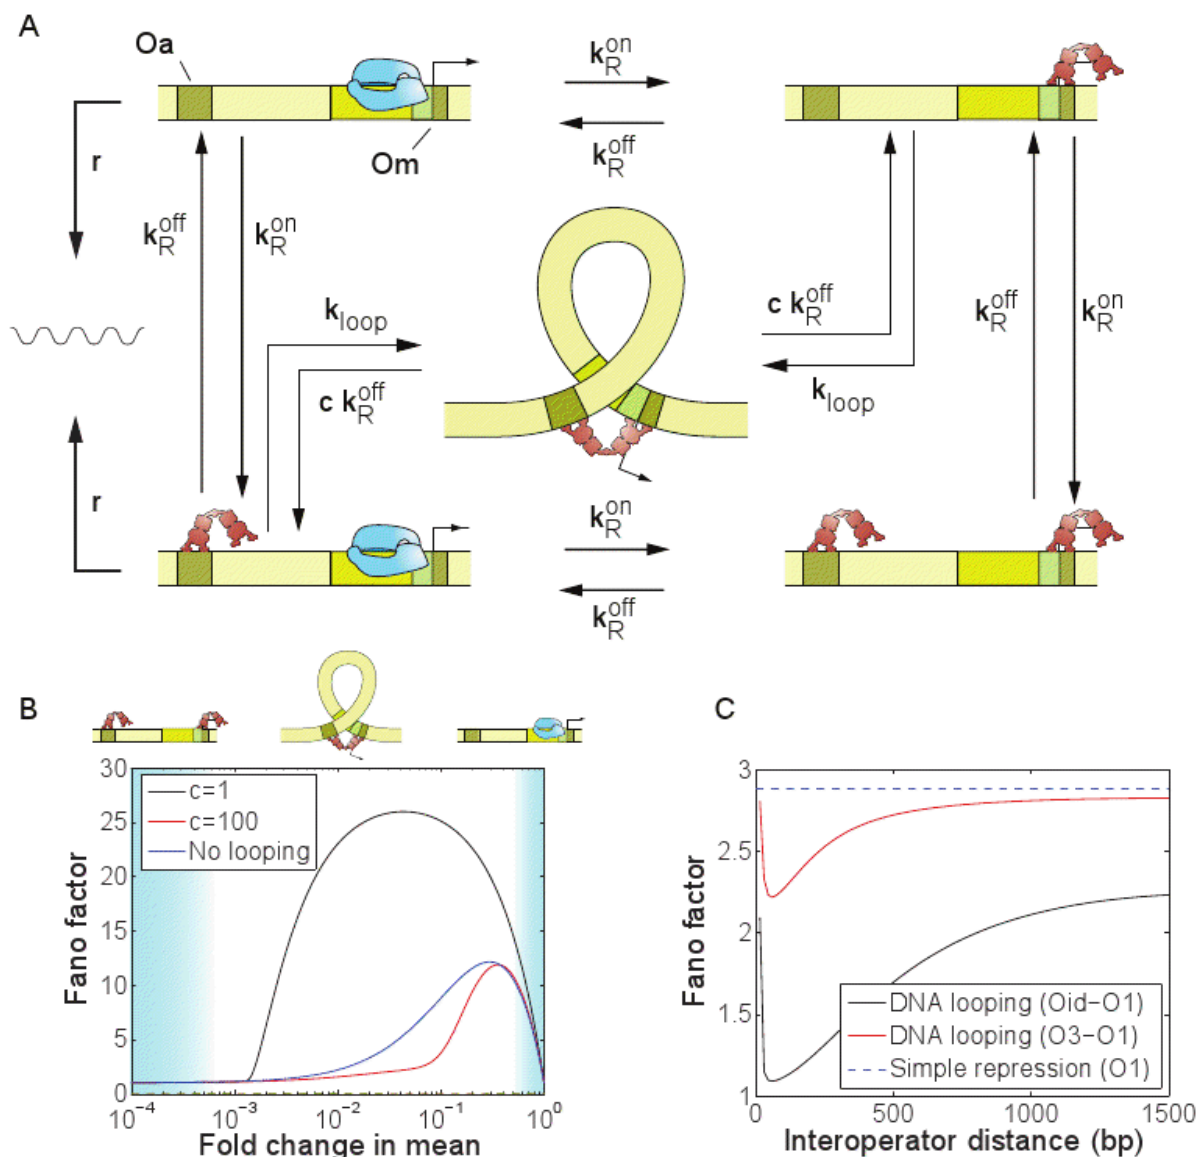 A
Oa
k_R^on
k_R^off
Om
r
k_R^off
k_R^on
k_loop
c k_R^off
c k_R^off
k_loop
k_R^off
k_R^on
r
k_R^on
k_R^off
B
30
25
20
15
10
5
0
Fano factor
c=1
c=100
No looping
10^−4
10^−3
10^−2
10^−1
10^0
Fold change in mean
C
3
2.5
2
1.5
1
Fano factor
DNA looping (Oid−O1)
DNA looping (O3−O1)
Simple repression (O1)
0
500
1000
1500
Interoperator distance (bp)